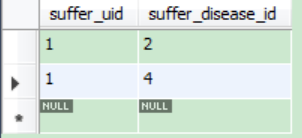 suffer_uid suffer_disease_id
1 2
1 4
NULL NULL